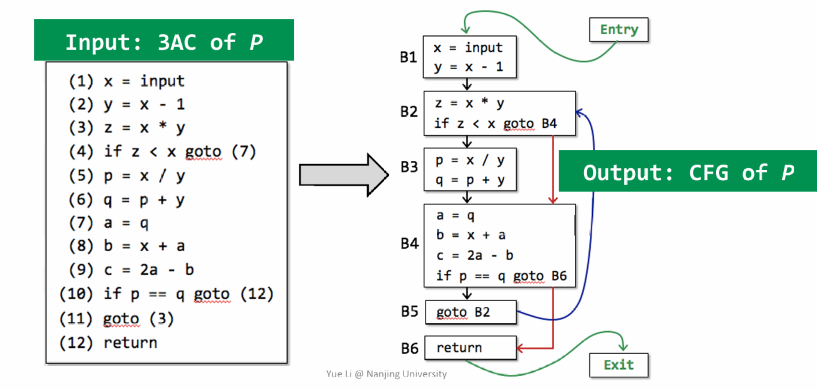 Input: 3AC of P
(1) x = input
(2) y = x - 1
(3) z = x * y
(4) if z < x goto (7)
(5) p = x / y
(6) q = p + y
(7) a = q
(8) b = x + a
(9) c = 2a - b
(10) if p == q goto (12)
(11) goto (3)
(12) return
Entry
B1
x = input
y = x - 1
B2
z = x * y
if z < x goto B4
B3
p = x / y
q = p + y
Output: CFG of P
B4
a = q
b = x + a
c = 2a - b
if p == q goto B6
B5
goto B2
B6
return
Exit
Yue Li @ Nanjing University